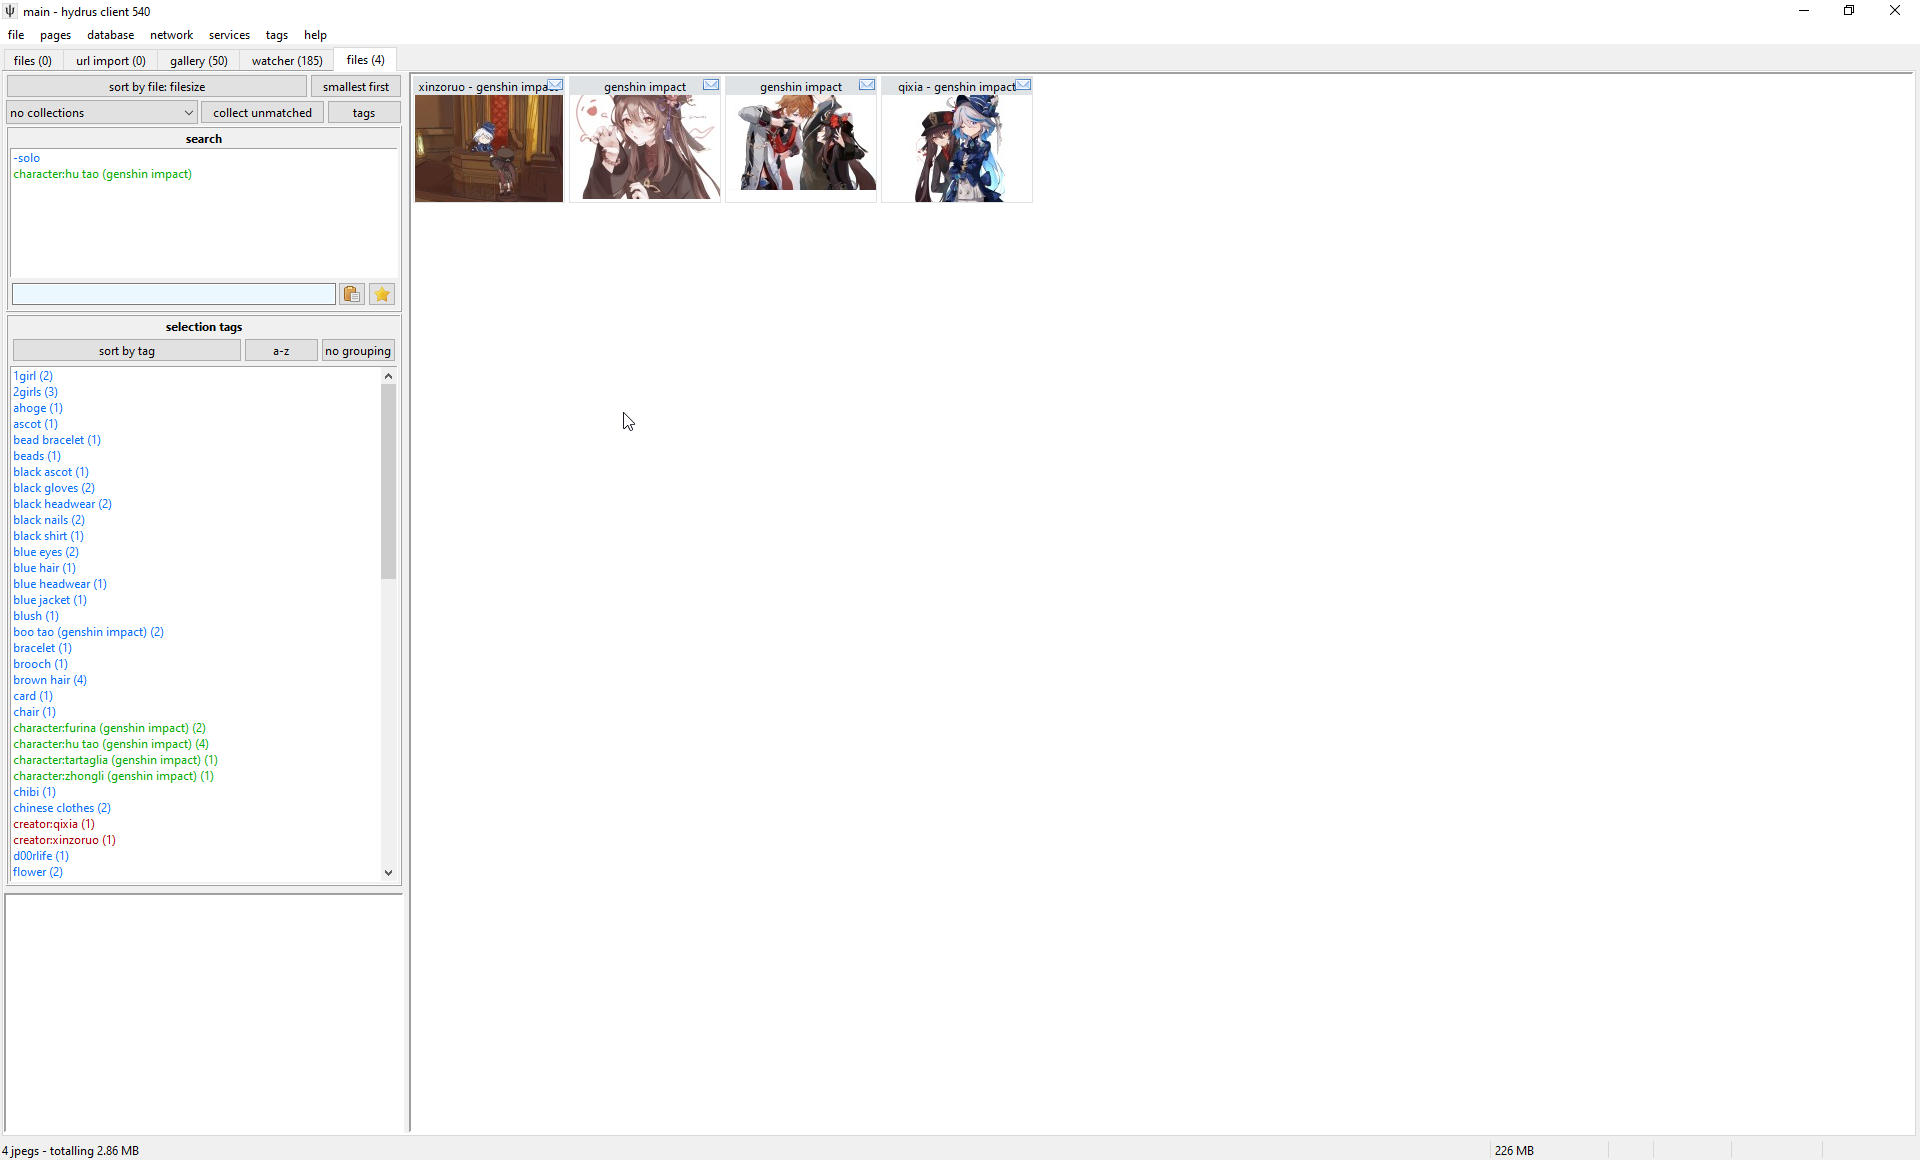 main - hydrus client 540
file pages database network services tags help
files (0) url import (0) gallery (50) watcher (185) files (4)
sort by file: filesize smallest first
no collections collect unmatched tags
search
-solo
character:hu tao (genshin impact)
selection tags
sort by tag a-z no grouping
1girl (2)
2girls (3)
ahoge (1)
ascot (1)
bead bracelet (1)
beads (1)
black ascot (1)
black gloves (2)
black headwear (2)
black nails (2)
black shirt (1)
blue eyes (2)
blue hair (1)
blue headwear (1)
blue jacket (1)
blush (1)
boo tao (genshin impact) (2)
bracelet (1)
brooch (1)
brown hair (4)
card (1)
chair (1)
character:furina (genshin impact) (2)
character:hu tao (genshin impact) (4)
character:tartaglia (genshin impact) (1)
character:zhongli (genshin impact) (1)
chibi (1)
chinese clothes (2)
creator:qixia (1)
creator:xinzoruo (1)
d00rlife (1)
flower (2)
xinzoruo - genshin impact genshin impact genshin impact qixia - genshin impact
4 jpegs - totalling 2.86 MB
226 MB